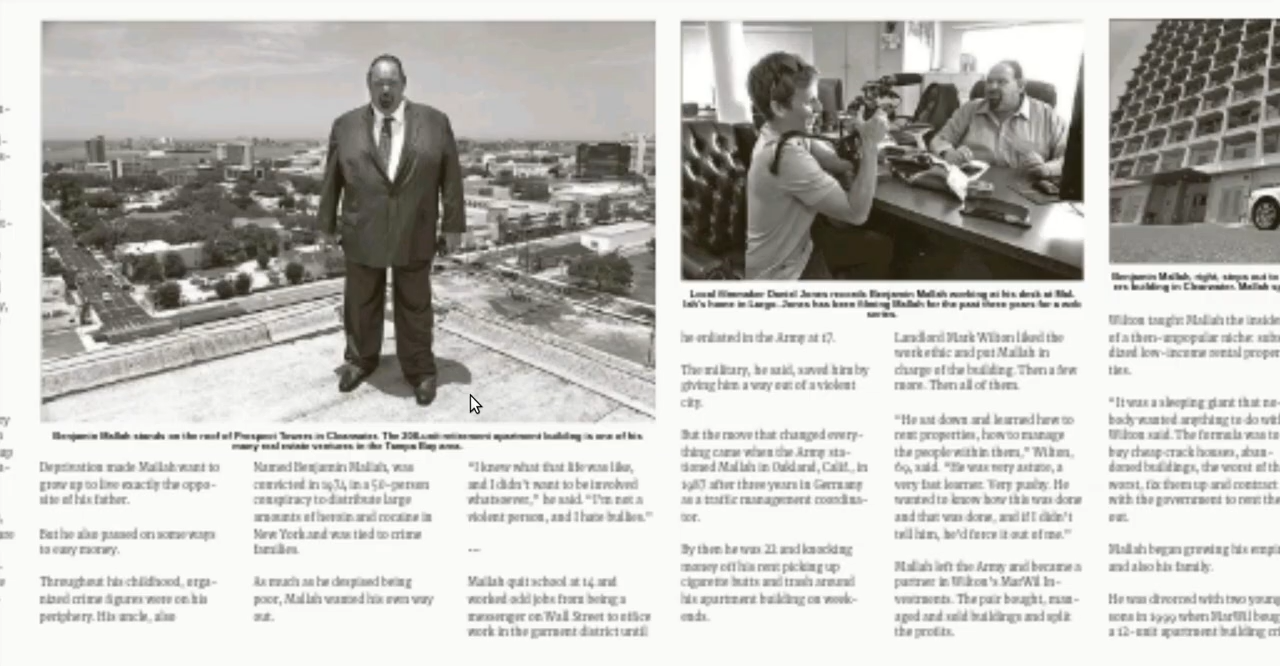 Benjamin Mallah stands on the roof of Prospect Towers in Clearwater. The 208-unit retirement apartment building is one of his
many real estate ventures in the Tampa Bay area.
Deprivation made Mallah want to
grow up to live exactly the oppo-
site of his father.
But he also passed on some ways
to easy money.
Throughout his childhood, orga-
nized crime figures were on his
periphery. His uncle, also
Named Benjamin Mallah, was
convicted in 1974 in a 50-person
conspiracy to distribute large
amounts of heroin and cocaine in
New York and was tied to crime
families.
As much as he despised being
poor, Mallah wanted his own way
out.
"I knew what that life was like,
and I didn't want to be involved
whatsoever," he said. "I'm not a
violent person, and I hate bullies."
---
Mallah quit school at 14 and
worked odd jobs from being a
messenger on Wall Street to office
work in the garment district until
Local filmmaker Daniel Jones records Benjamin Mallah working at his desk at Mal-
lah's home in Largo. Jones has been filming Mallah for the past three years for a web
series.
he enlisted in the Army at 17.
The military, he said, saved him by
giving him a way out of a violent
city.
But the move that changed every-
thing came when the Army sta-
tioned Mallah in Oakland, Calif., in
1987 after three years in Germany
as a traffic management coordina-
tor.
By then he was 22 and knocking
money off his rent picking up
cigarette butts and trash around
his apartment building on week-
ends.
Landlord Mark Wilton liked the
work ethic and put Mallah in
charge of the building. Then a few
more. Then all of them.
"He sat down and learned how to
rent properties, how to manage
the people within them," Wilton,
69, said. "He was very astute, a
very fast learner. Very pushy. He
wanted to know how this was done
and that was done, and if I didn't
tell him, he'd force it out of me."
Mallah left the Army and became a
partner in Wilton's MarWil In-
vestments. The pair bought, man-
aged and sold buildings and split
the profits.
Benjamin Mallah, right, steps out to
ers building in Clearwater. Mallah
Wilton taught Mallah the inside
of a then-unpopular niche: subs
dized low-income rental proper
ties.
"It was a sleeping giant that no-
body wanted anything to do wit
Wilton said. The formula was to
buy cheap crack houses, aban-
doned buildings, the worst of th
worst, fix them up and contract
with the government to rent the
out.
Mallah began growing his empi
and also his family.
He was divorced with two young
sons in 1999 when MarWil boug
a 12-unit apartment building